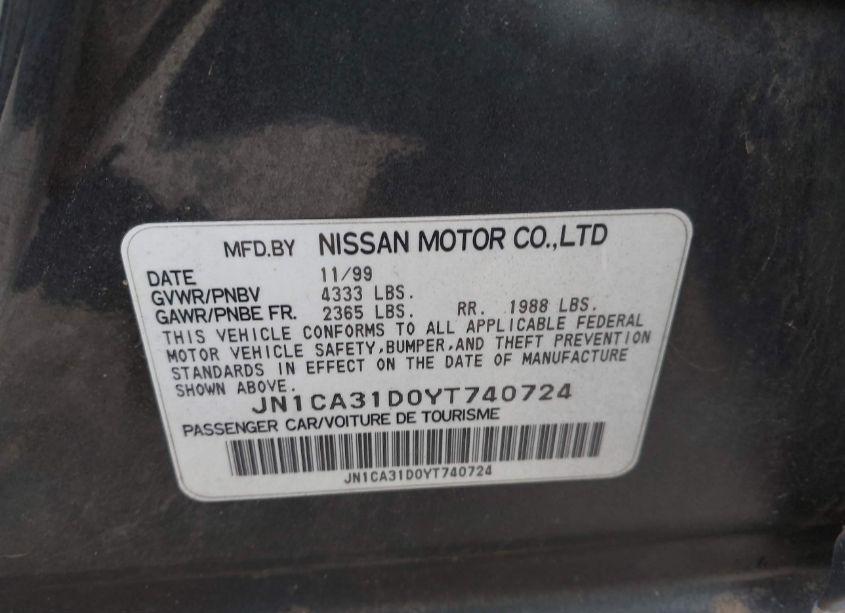 MFD.BY NISSAN MOTOR CO.,LTD
DATE 11/99
GVWR/PNBV 4333 LBS.
GAWR/PNBE FR. 2365 LBS. RR. 1988 LBS.
THIS VEHICLE CONFORMS TO ALL APPLICABLE FEDERAL
MOTOR VEHICLE SAFETY,BUMPER,AND THEFT PREVENTION
STANDARDS IN EFFECT ON THE DATE OF MANUFACTURE
SHOWN ABOVE.
JN1CA31D0YT740724
PASSENGER CAR/VOITURE DE TOURISME
JN1CA31D0YT740724